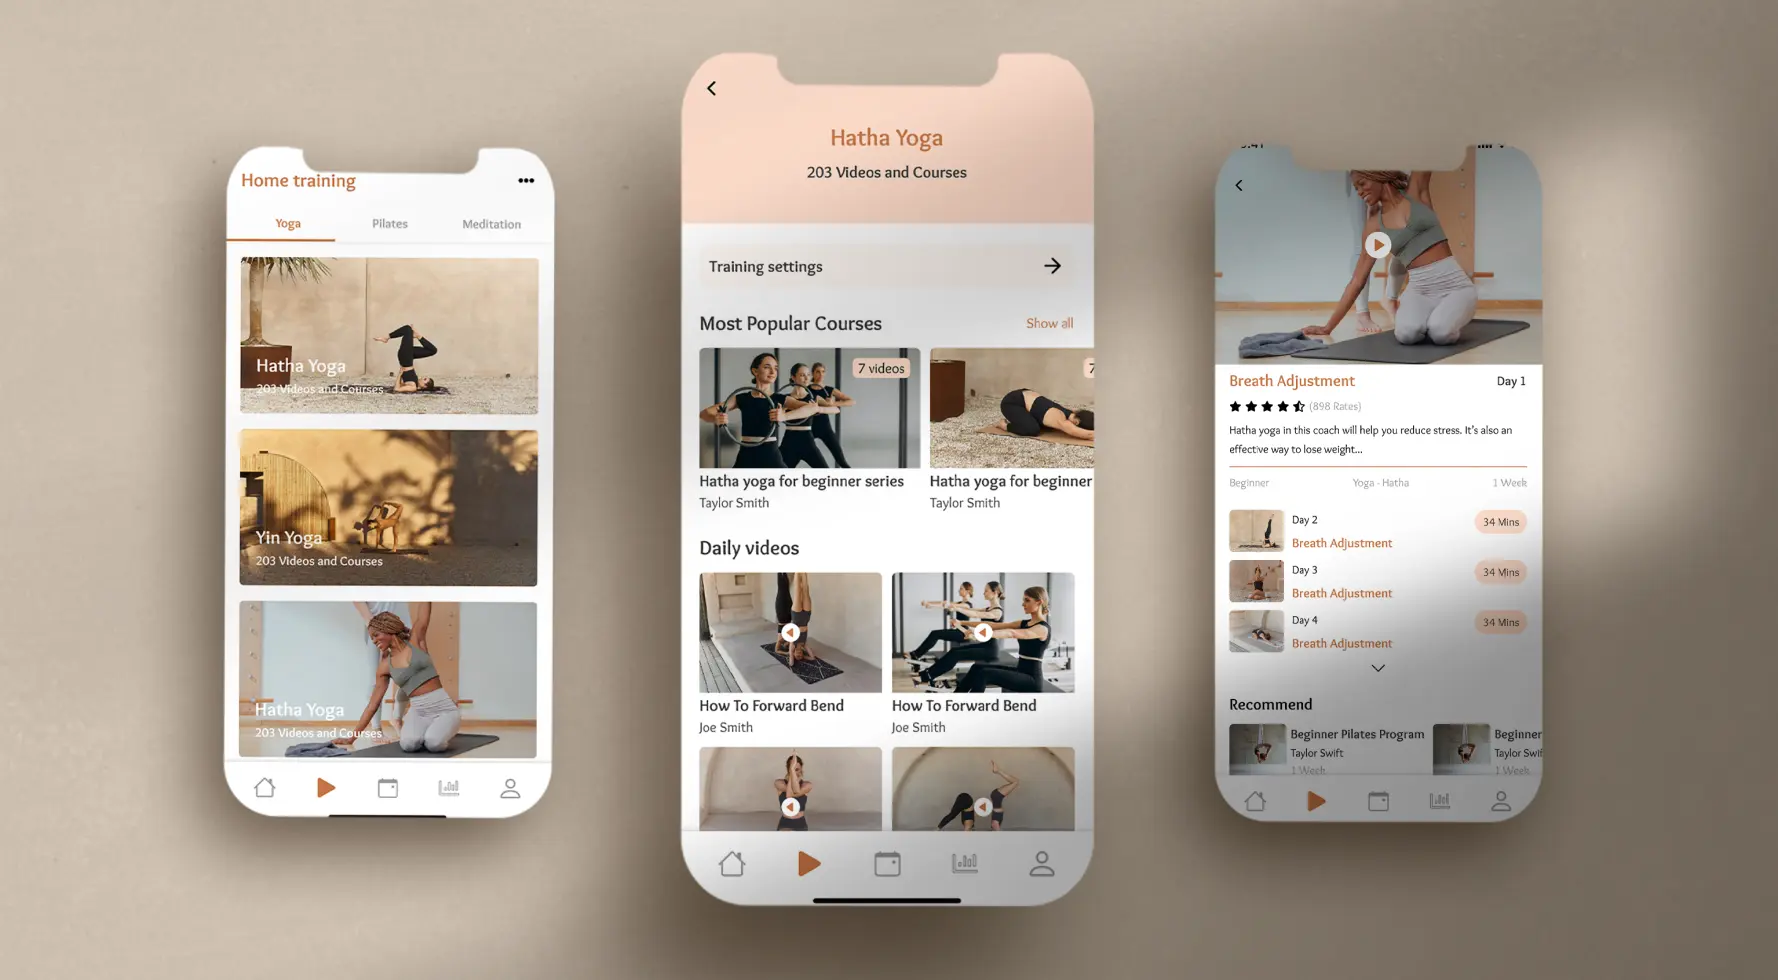 Home training
Yoga
Pilates
Meditation
Hatha Yoga
203 Videos and Courses
Yin Yoga
203 Videos and Courses
Hatha Yoga
203 Videos and Courses
Hatha Yoga
203 Videos and Courses
Training settings
Most Popular Courses
Show all
7 videos
7
Hatha yoga for beginner series
Taylor Smith
Hatha yoga for beginner
Taylor Smith
Daily videos
How To Forward Bend
Joe Smith
How To Forward Bend
Joe Smith
9:41
Breath Adjustment
Day 1
(898 Rates)
Hatha yoga in this coach will help you reduce stress. It's also an
effective way to lose weight...
Beginner
Yoga - Hatha
1 Week
Day 2
34 Mins
Breath Adjustment
Day 3
34 Mins
Breath Adjustment
Day 4
34 Mins
Breath Adjustment
Recommend
Beginner Pilates Program
Taylor Swift
1 Week
Beginner
Taylor Swif
1 Week